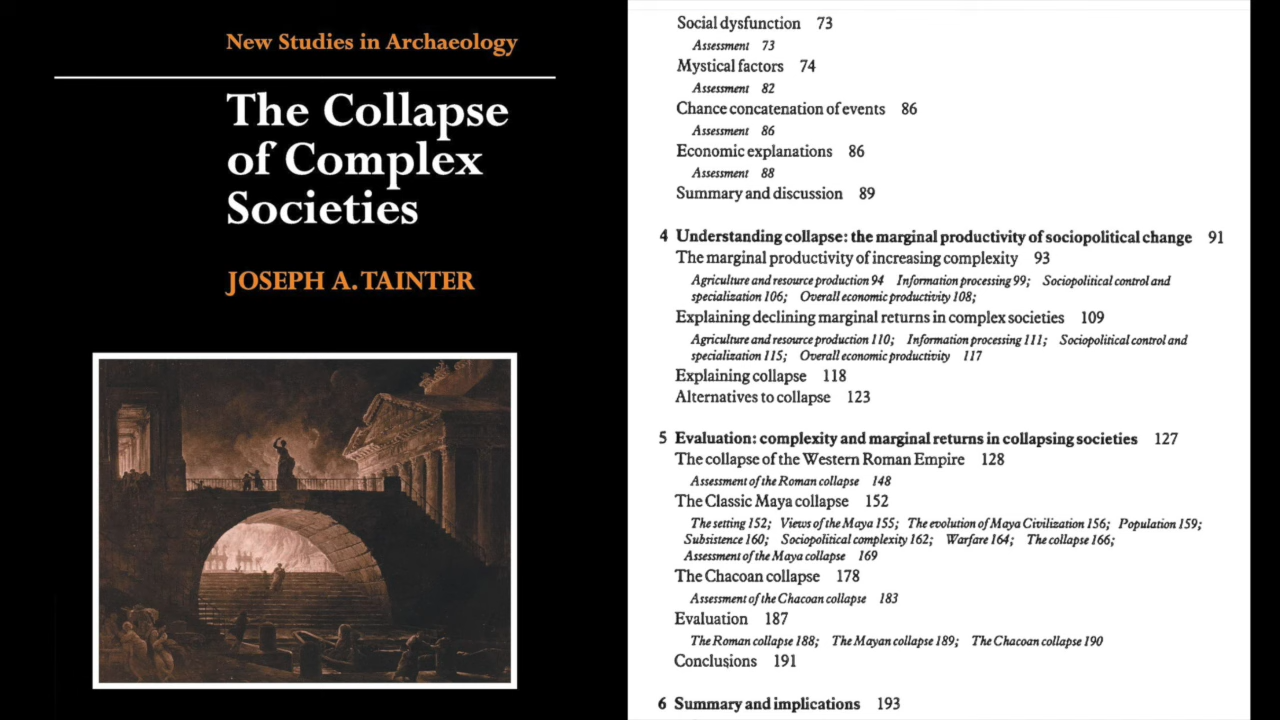 New Studies in Archaeology
The Collapse
of Complex
Societies
JOSEPH A. TAINTER
Social dysfunction 73
Assessment 73
Mystical factors 74
Assessment 82
Chance concatenation of events 86
Assessment 86
Economic explanations 86
Assessment 88
Summary and discussion 89
4 Understanding collapse: the marginal productivity of sociopolitical change 91
The marginal productivity of increasing complexity 93
Agriculture and resource production 94 Information processing 99; Sociopolitical control and
specialization 106; Overall economic productivity 108;
Explaining declining marginal returns in complex societies 109
Agriculture and resource production 110; Information processing 111; Sociopolitical control and
specialization 115; Overall economic productivity 117
Explaining collapse 118
Alternatives to collapse 123
5 Evaluation: complexity and marginal returns in collapsing societies 127
The collapse of the Western Roman Empire 128
Assessment of the Roman collapse 148
The Classic Maya collapse 152
The setting 152; Views of the Maya 155; The evolution of Maya Civilization 156; Population 159;
Subsistence 160; Sociopolitical complexity 162; Warfare 164; The collapse 166;
Assessment of the Maya collapse 169
The Chacoan collapse 178
Assessment of the Chacoan collapse 183
Evaluation 187
The Roman collapse 188; The Mayan collapse 189; The Chacoan collapse 190
Conclusions 191
6 Summary and implications 193